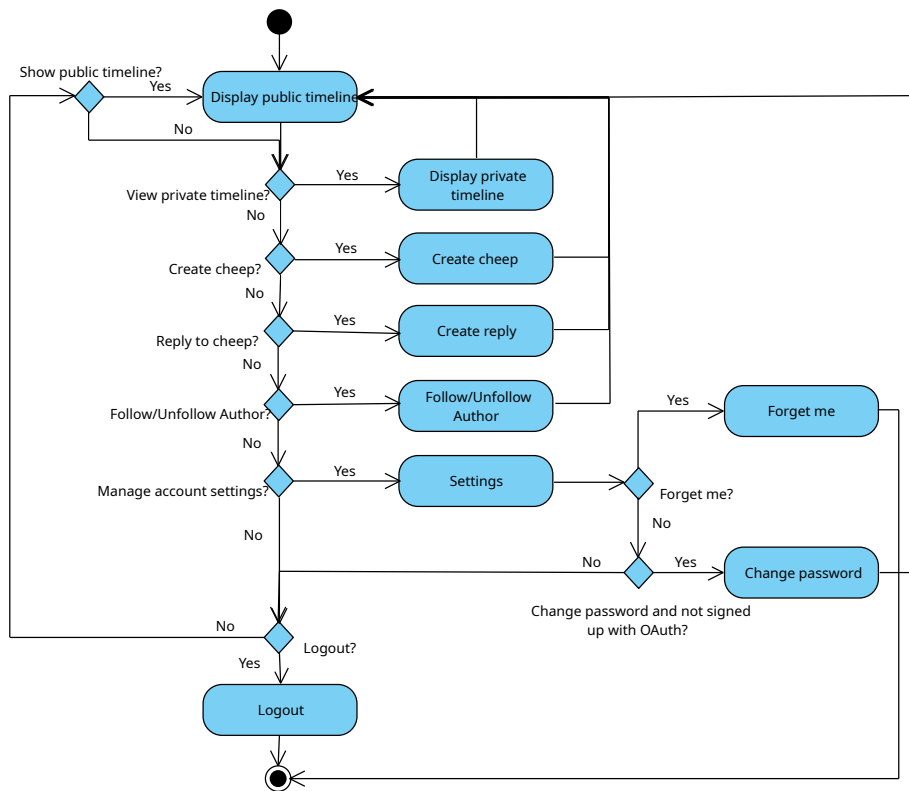 Show public timeline?
Yes
Display public timeline
No
Yes
Display private
timeline
View private timeline?
No
Yes
Create cheep
Create cheep?
No
Yes
Create reply
Reply to cheep?
No
Yes
Follow/Unfollow
Author
Follow/Unfollow Author?
Yes
Forget me
No
Yes
Settings
Manage account settings?
Forget me?
No
No
No
Yes
Change password
Change password and not signed
up with OAuth?
No
Logout?
Yes
Logout